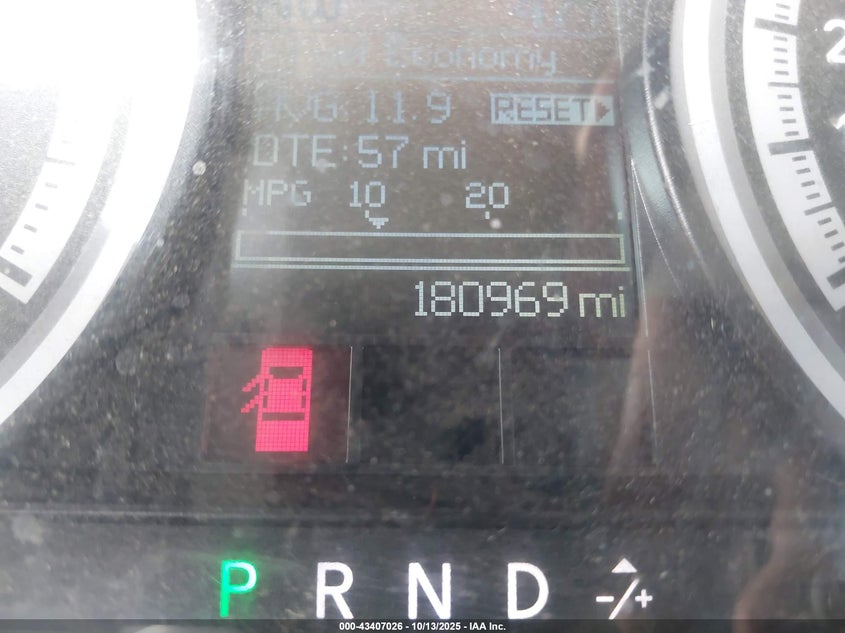 Economy
AVG 11.9 RESET
DTE: 57 mi
MPG 10 20
180969 mi
P R N D -/+
000-43407026 - 10/13/2025 - IAA Inc.